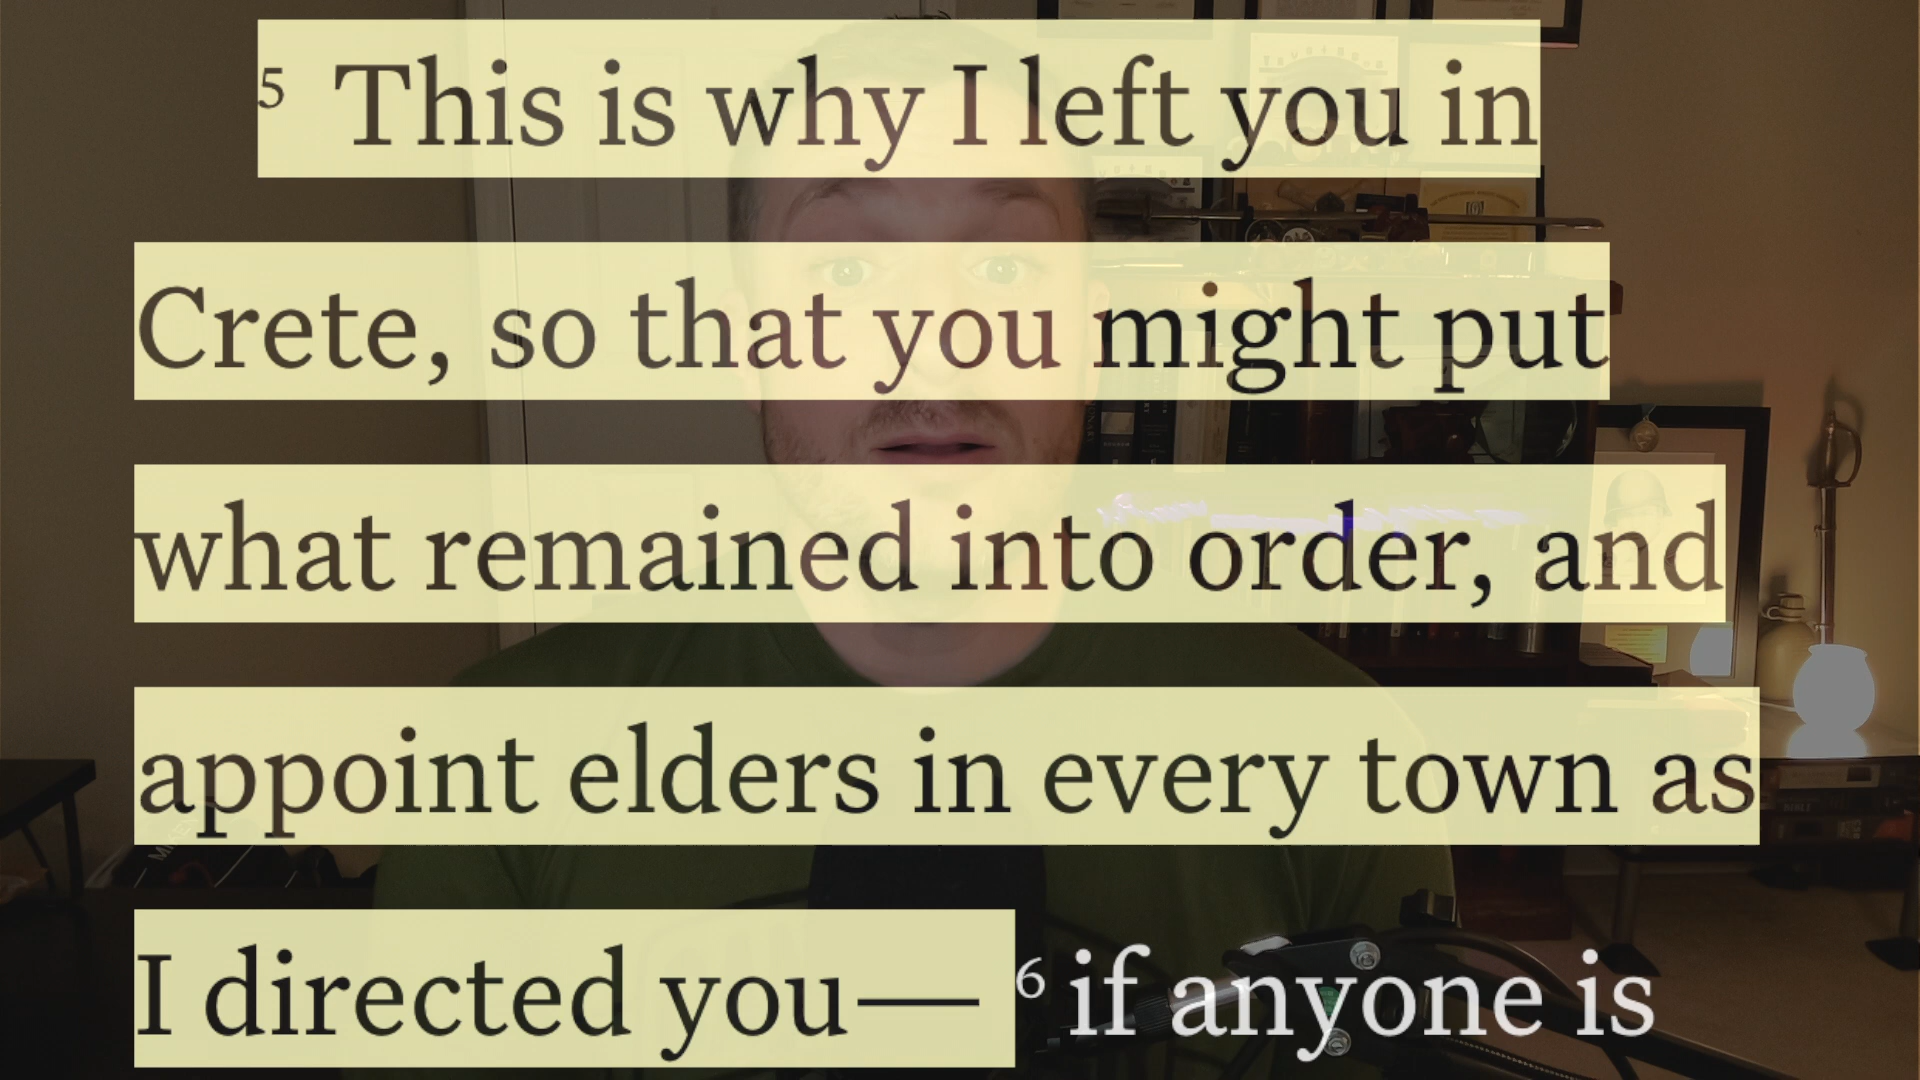 5 This is why I left you in
Crete, so that you might put
what remained into order, and
appoint elders in every town as
I directed you— 6 if anyone is